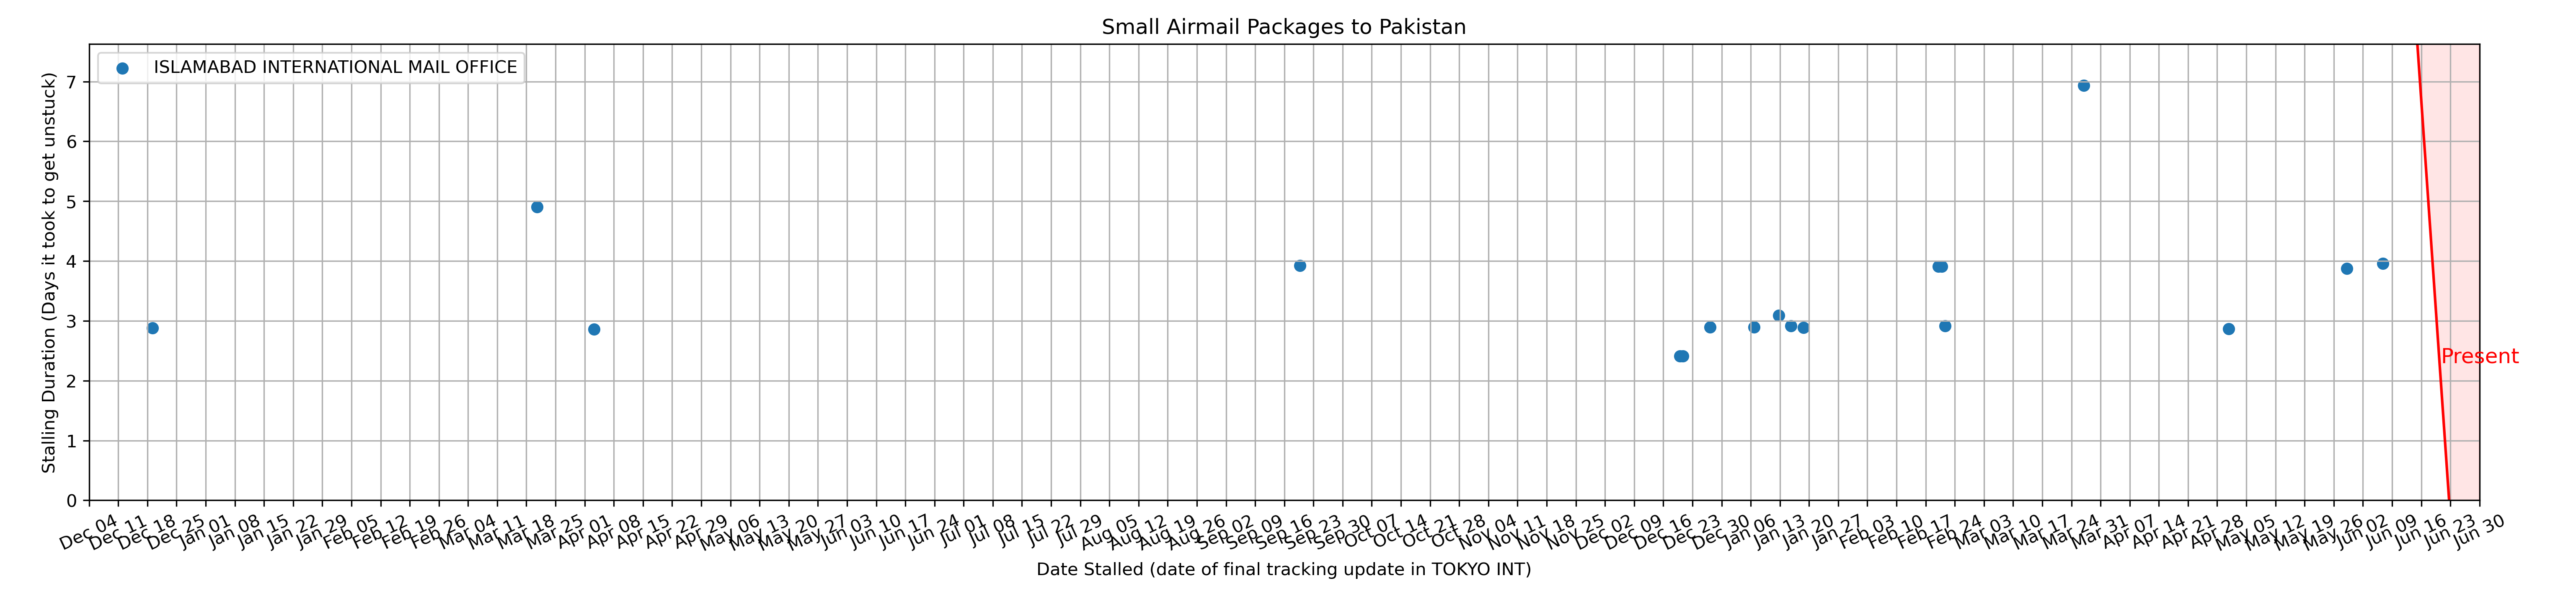 Small Airmail Packages to Pakistan
ISLAMABAD INTERNATIONAL MAIL OFFICE
Stalling Duration (Days it took to get unstuck)
7
6
5
4
3
2
1
0
Present
Dec 04 Dec 11 Dec 18 Dec 25 Jan 01 Jan 08 Jan 15 Jan 22 Jan 29 Feb 05 Feb 12 Feb 19 Feb 26 Mar 04 Mar 11 Mar 18 Mar 25 Apr 01 Apr 08 Apr 15 Apr 22 Apr 29 May 06 May 13 May 20 May 27 Jun 03 Jun 10 Jun 17 Jun 24 Jul 01 Jul 08 Jul 15 Jul 22 Jul 29 Aug 05 Aug 12 Aug 19 Aug 26 Sep 02 Sep 09 Sep 16 Sep 23 Sep 30 Oct 07 Oct 14 Oct 21 Oct 28 Nov 04 Nov 11 Nov 18 Nov 25 Dec 02 Dec 09 Dec 16 Dec 23 Dec 30 Jan 06 Jan 13 Jan 20 Jan 27 Feb 03 Feb 10 Feb 17 Feb 24 Mar 03 Mar 10 Mar 17 Mar 24 Mar 31 Apr 07 Apr 14 Apr 21 Apr 28 May 05 May 12 May 19 May 26 Jun 02 Jun 09 Jun 16 Jun 23 Jun 30
Date Stalled (date of final tracking update in TOKYO INT)